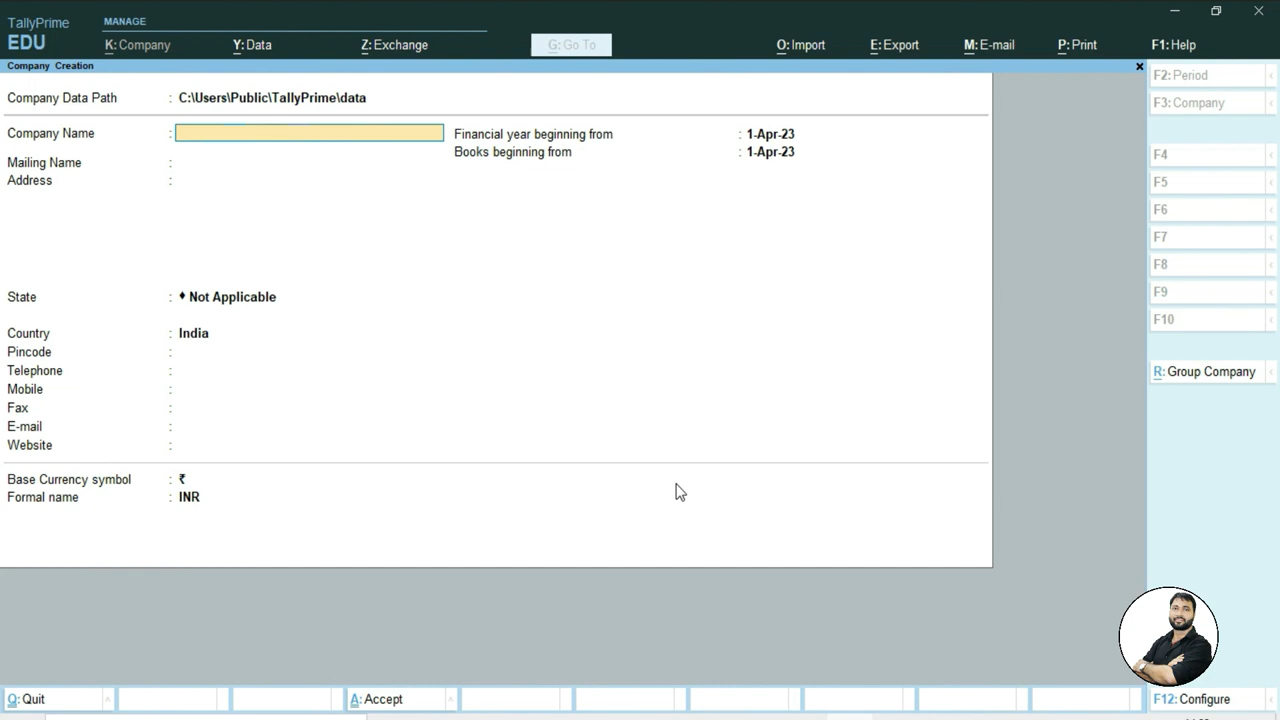 TallyPrime
MANAGE
EDU
K: Company
Y: Data
Z: Exchange
G: Go To
O: Import
E: Export
M: E-mail
P: Print
F1: Help
Company Creation
F2: Period
F3: Company
Company Data Path : C:\Users\Public\TallyPrime\data
Company Name :
Financial year beginning from : 1-Apr-23
Books beginning from : 1-Apr-23
Mailing Name :
Address :
F4
F5
F6
F7
F8
F9
F10
State : ♦ Not Applicable
Country : India
Pincode :
Telephone :
Mobile :
Fax :
E-mail :
Website :
R: Group Company
Base Currency symbol : ₹
Formal name : INR
Q: Quit
A: Accept
F12: Configure